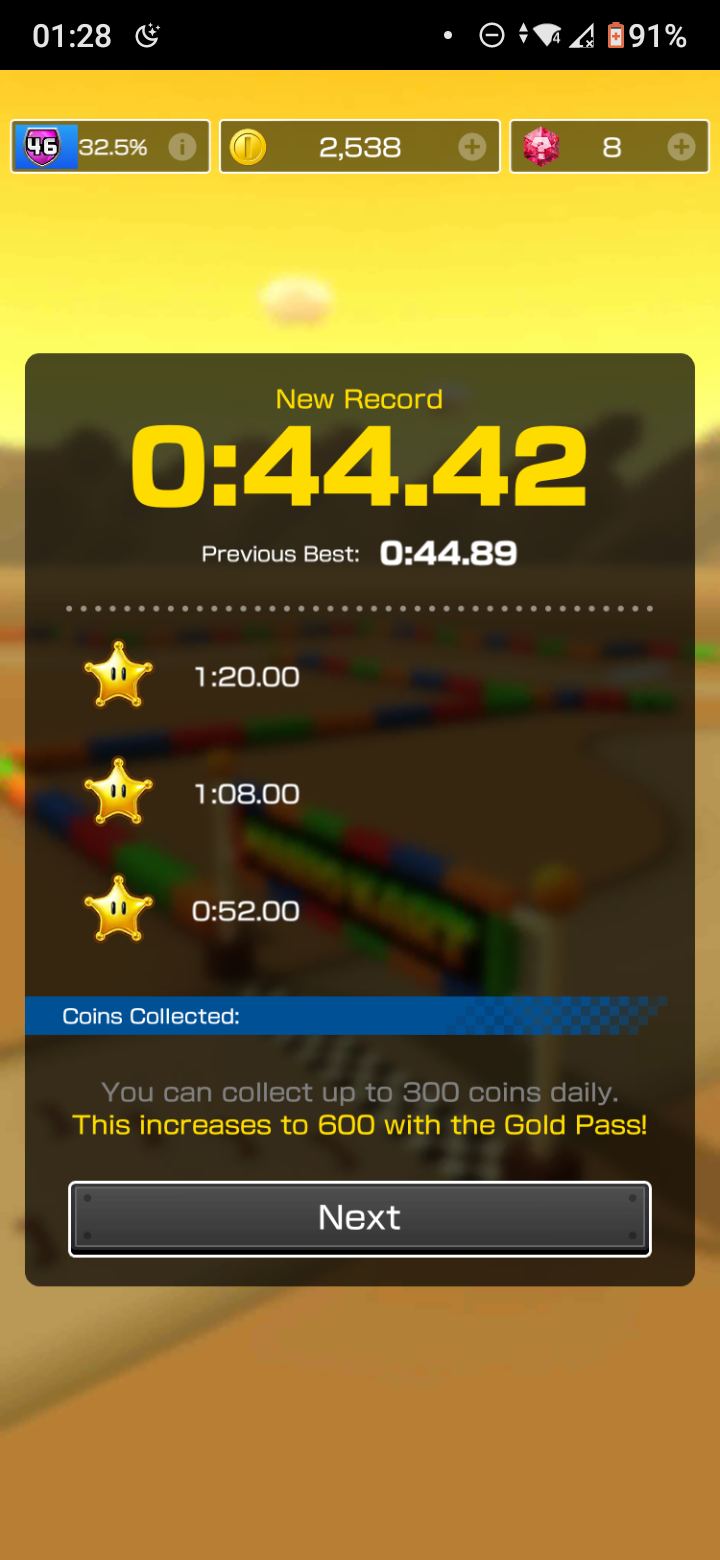 01:28 4 91%
46 32.5% i 2,538 + ? 8 +
New Record
0:44.42
Previous Best: 0:44.89
1:20.00
1:08.00
0:52.00
Coins Collected:
You can collect up to 300 coins daily.
This increases to 600 with the Gold Pass!
Next